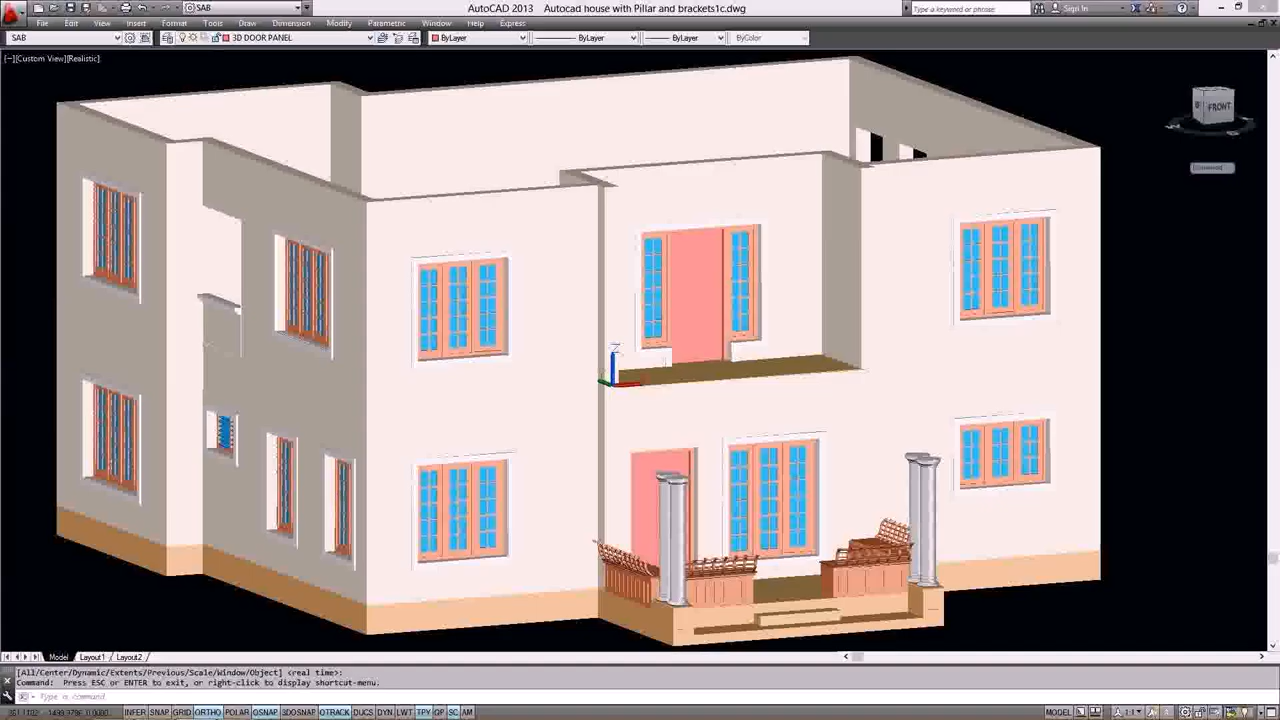 SAB
AutoCAD 2013 Autocad house with Pillar and brackets1c.dwg
Type a keyword or phrase
Sign In
File Edit View Insert Format Tools Draw Dimension Modify Parametric Window Help Express
SAB
3D DOOR PANEL
ByLayer
ByLayer
ByLayer
ByColor
[−][Custom View][Realistic]
FRONT
Z
Model Layout1 Layout2
[All/Center/Dynamic/Extents/Previous/Scale/Window/Object] <real time>:
Command: Press ESC or ENTER to exit, or right-click to display shortcut-menu.
Type a command
INFER SNAP GRID ORTHO POLAR OSNAP 3DOSNAP OTRACK DUCS DYN LWT TPY QP SC AM
MODEL
1:1